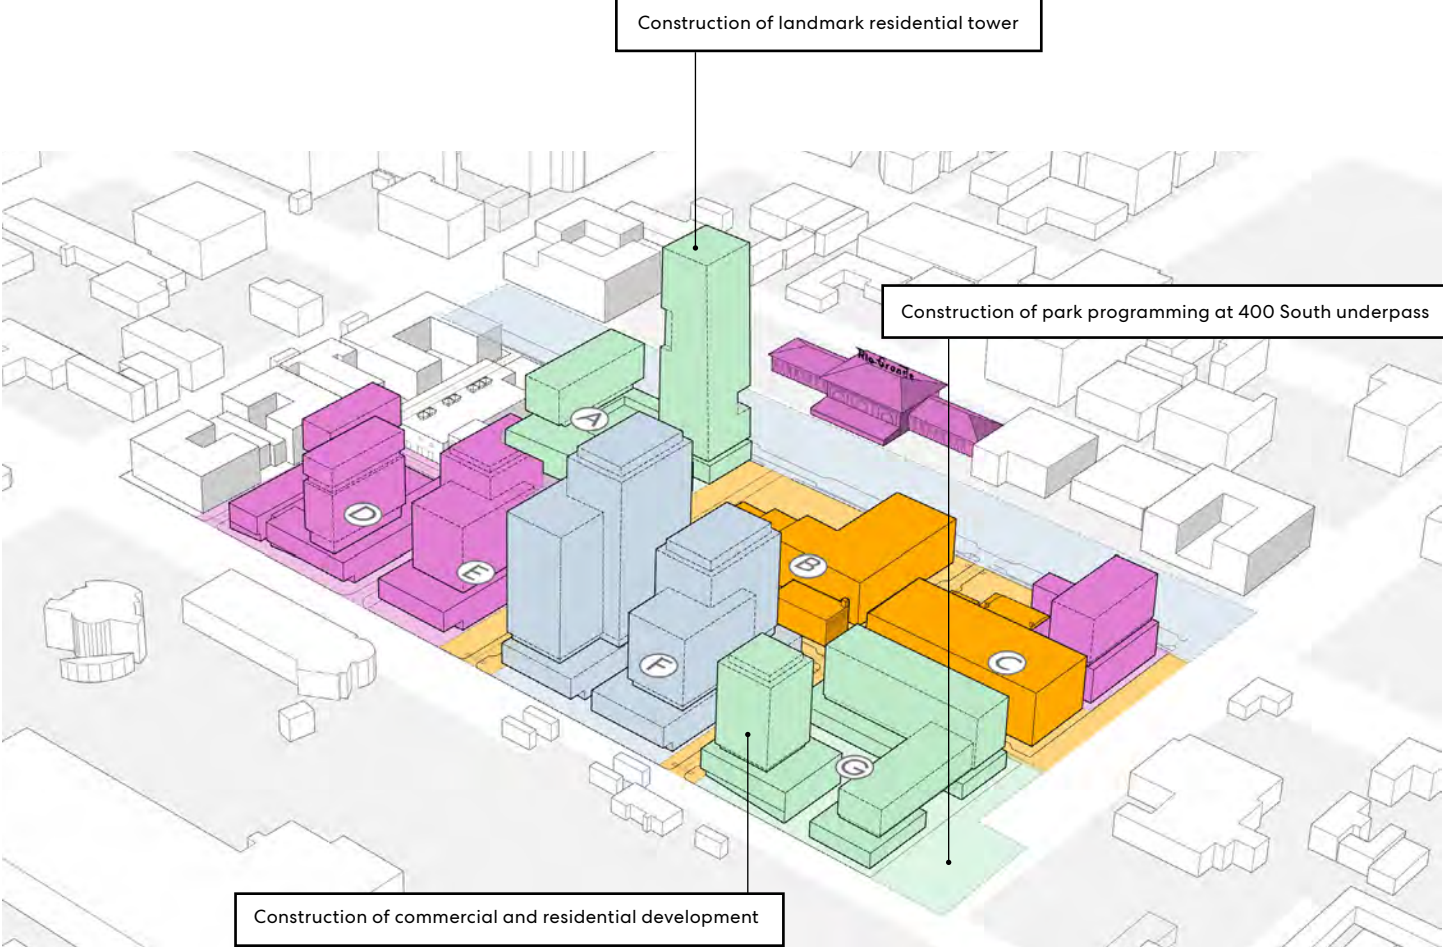 Construction of landmark residential tower
Construction of park programming at 400 South underpass
Rio Grande
A
D
B
E
F
C
G
Construction of commercial and residential development